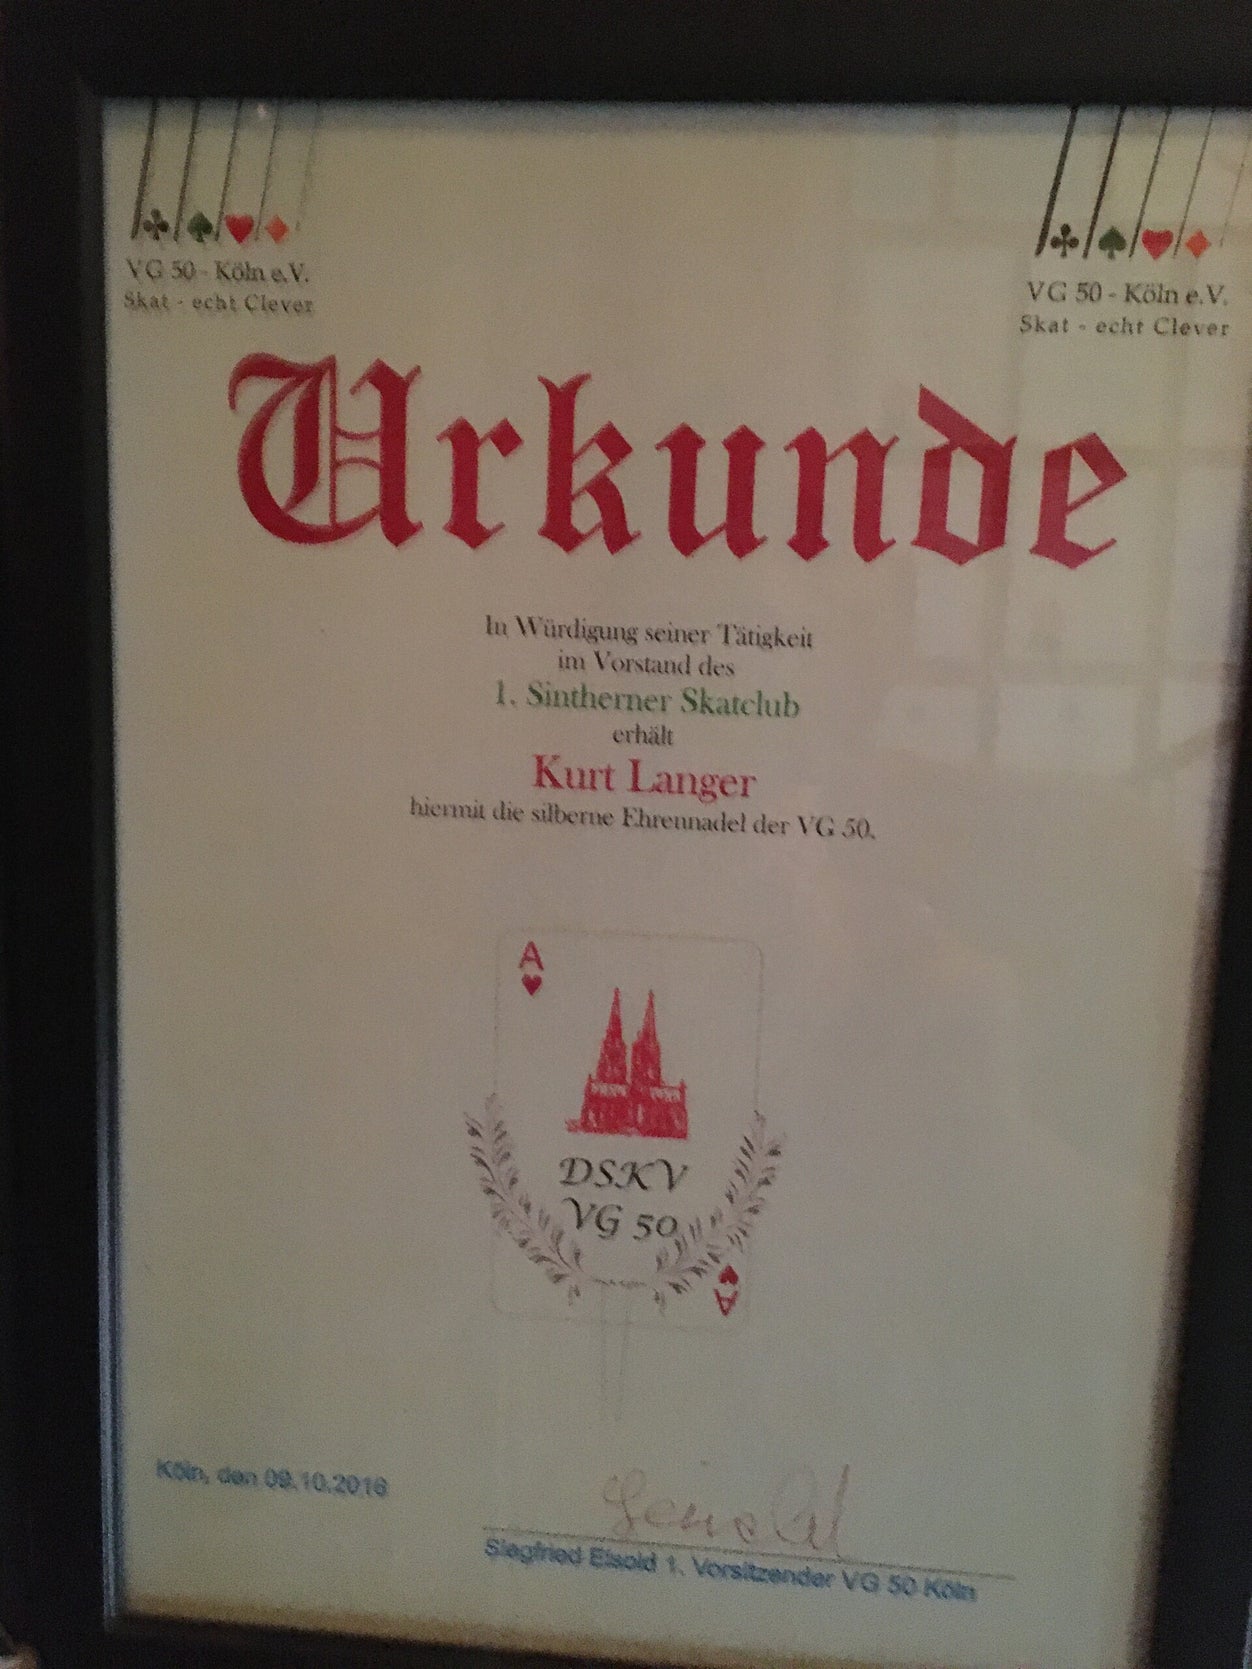 VG 50 - Köln e.V.
Skat - echt Clever
VG 50 - Köln e.V.
Skat - echt Clever
Urkunde
In Würdigung seiner Tätigkeit
im Vorstand des
1. Sintherner Skatclub
erhält
Kurt Langer
hiermit die silberne Ehrennadel der VG 50.
A
DSKV
VG 50
A
Köln, den 09.10.2016
Siegfried Eisold 1. Vorsitzender VG 50 Köln